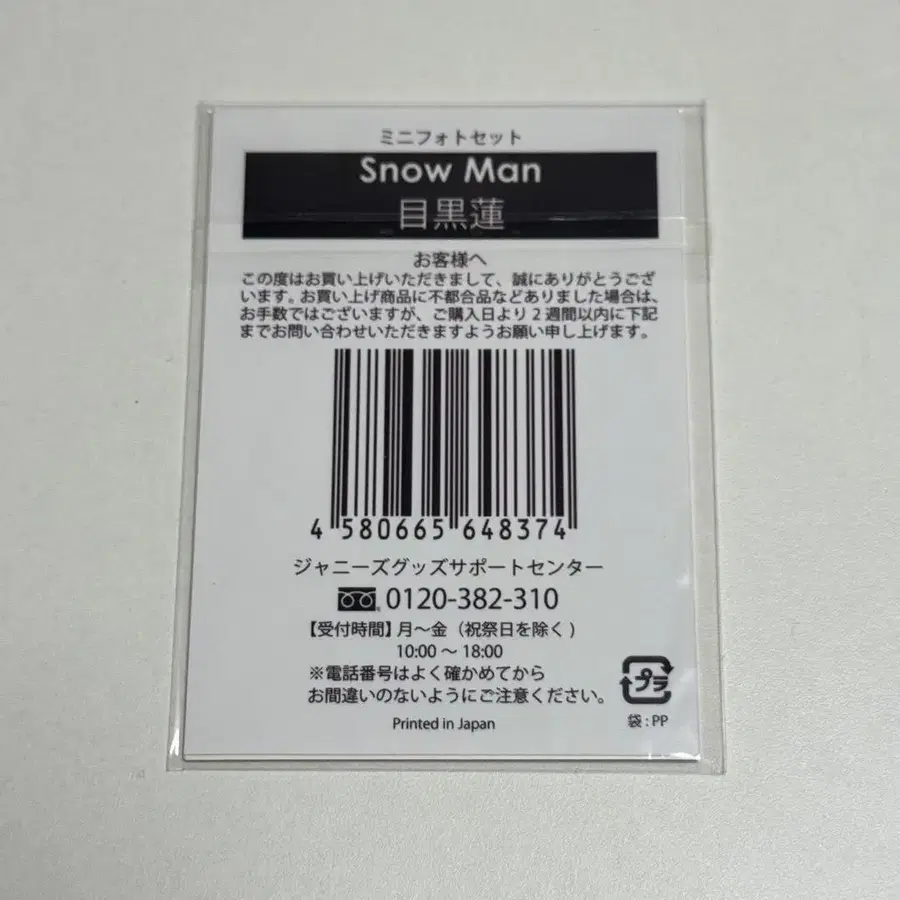 ミニフォトセット
Snow Man
目黒蓮
お客様へ
この度はお買い上げいただきまして、誠にありがとうござ
います。お買い上げ商品に不都合品などありました場合は、
お手数ではございますが、ご購入日より2週間以内に下記
までお問い合わせいただきますようお願い申し上げます。
4 580665 648374
ジャニーズグッズサポートセンター
0120-382-310
【受付時間】月～金（祝祭日を除く）
10:00 ～ 18:00
※電話番号はよく確かめてから
お間違いのないようにご注意ください。
プラ
袋 : PP
Printed in Japan